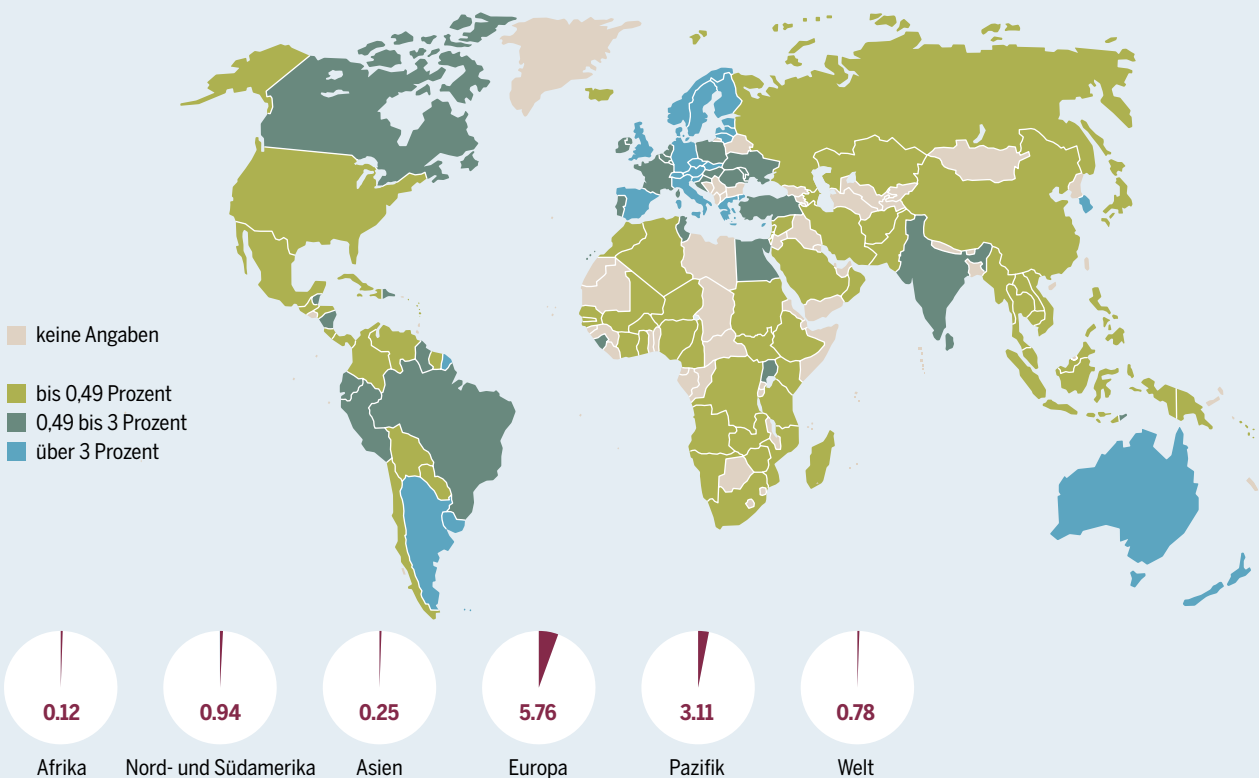 keine Angaben
bis 0,49 Prozent
0,49 bis 3 Prozent
über 3 Prozent
0.12
0.94
0.25
5.76
3.11
0.78
Afrika
Nord- und Südamerika
Asien
Europa
Pazifik
Welt